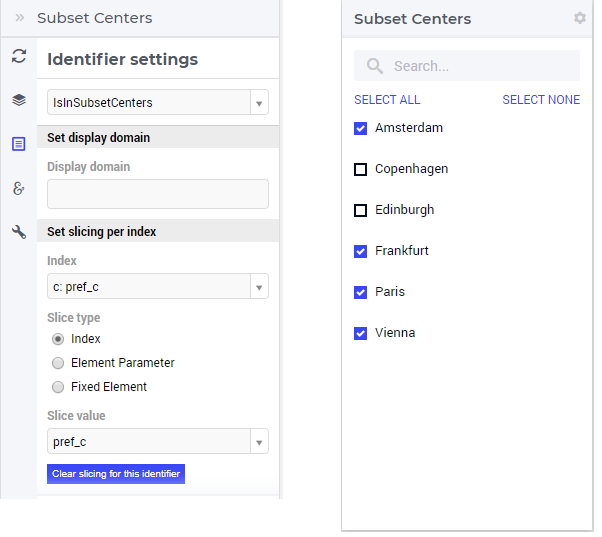 Subset Centers
Identifier settings
IsInSubsetCenters
Set display domain
Display domain
Set slicing per index
Index
c: pref_c
Slice type
Index
Element Parameter
Fixed Element
Slice value
pref_c
Clear slicing for this identifier
Subset Centers
Search...
SELECT ALL SELECT NONE
Amsterdam
Copenhagen
Edinburgh
Frankfurt
Paris
Vienna